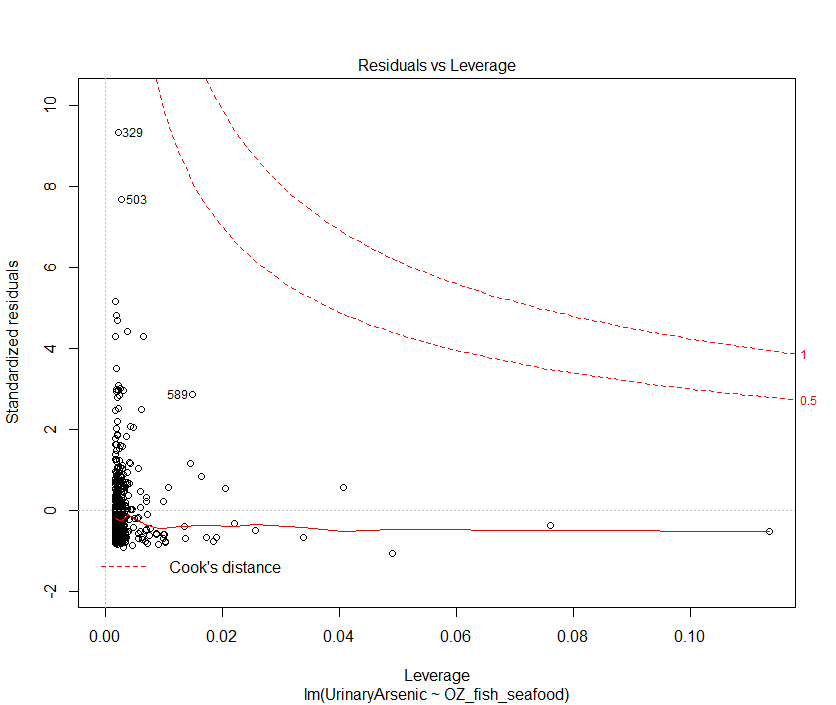 Residuals vs Leverage
10
8
6
4
2
0
-2
Standardized residuals
329
503
589
1
0.5
Cook's distance
0.00 0.02 0.04 0.06 0.08 0.10
Leverage
lm(UrinaryArsenic ~ OZ_fish_seafood)